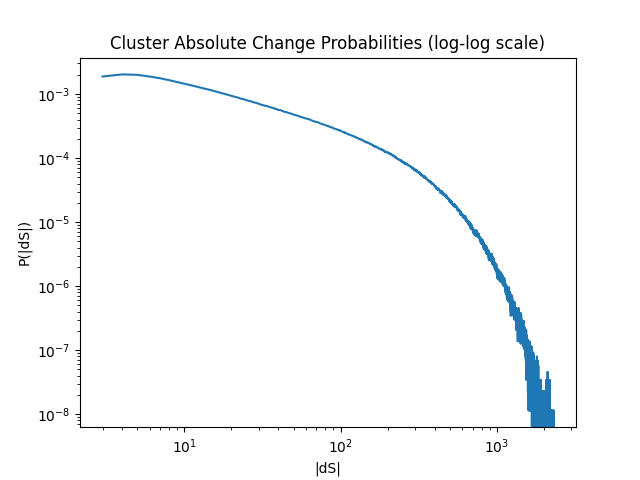 Cluster Absolute Change Probabilities (log-log scale)
P(|dS|)
10⁻³
10⁻⁴
10⁻⁵
10⁻⁶
10⁻⁷
10⁻⁸
10¹ 10² 10³
|dS|